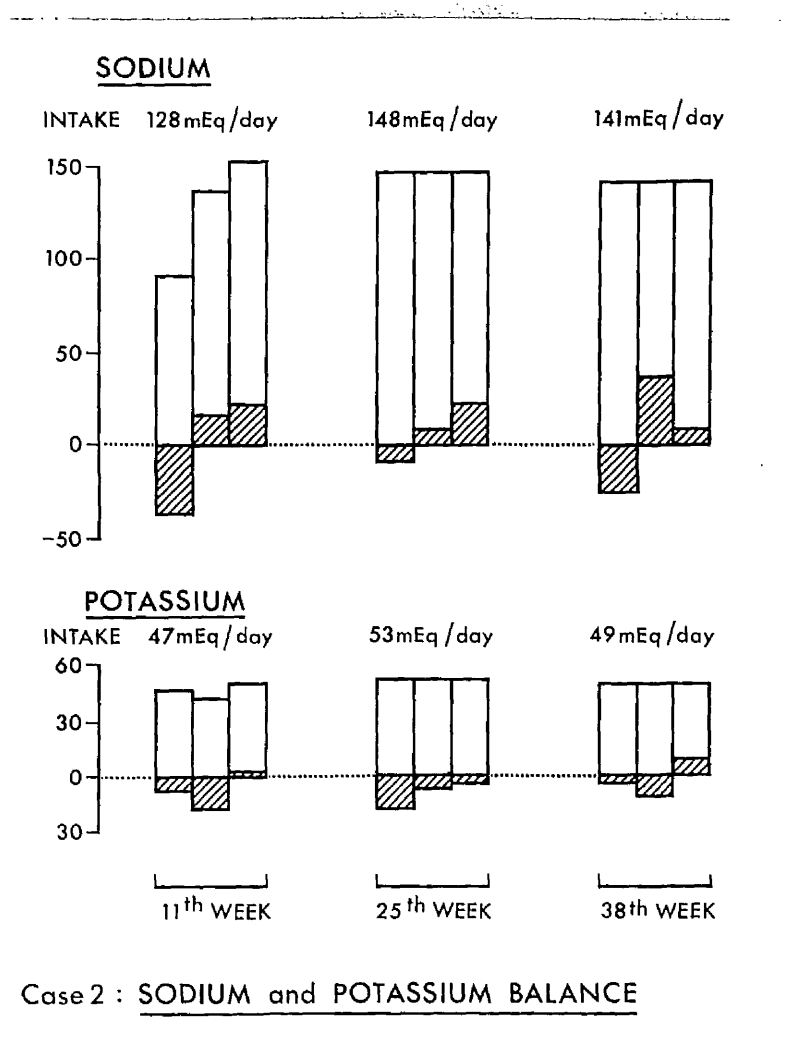 SODIUM
INTAKE 128mEq/day 148mEq/day 141mEq/day
150
100
50
0
-50
POTASSIUM
INTAKE 47mEq/day 53mEq/day 49mEq/day
60
30
0
30
11th WEEK 25th WEEK 38th WEEK
Case 2 : SODIUM and POTASSIUM BALANCE